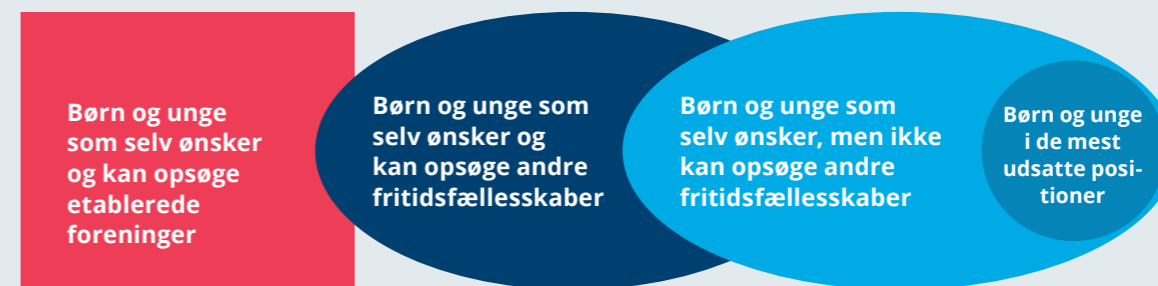 Børn og unge
som selv ønsker
og kan opsøge
etablerede
foreninger
Børn og unge som
selv ønsker og
kan opsøge andre
fritidsfællesskaber
Børn og unge som
selv ønsker, men ikke
kan opsøge andre
fritidsfællesskaber
Børn og unge
i de mest
udsatte posi-
tioner